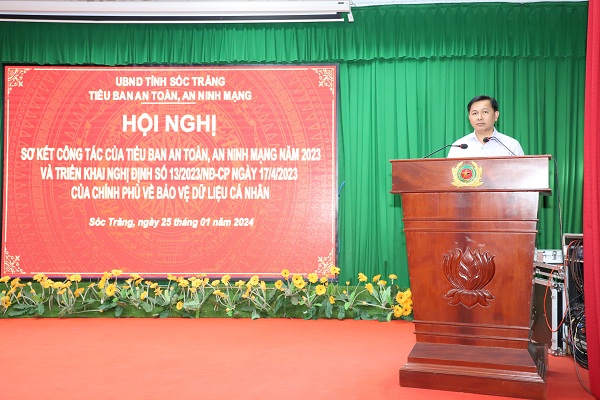 UBND TỈNH SÓC TRĂNG
TIỂU BAN AN TOÀN, AN NINH MẠNG
HỘI NGHỊ
SƠ KẾT CÔNG TÁC CỦA TIỂU BAN AN TOÀN, AN NINH MẠNG NĂM 2023
VÀ TRIỂN KHAI NGHỊ ĐỊNH SỐ 13/2023/NĐ-CP NGÀY 17/4/2023
CỦA CHÍNH PHỦ VỀ BẢO VỆ DỮ LIỆU CÁ NHÂN
Sóc Trăng, ngày 25 tháng 01 năm 2024